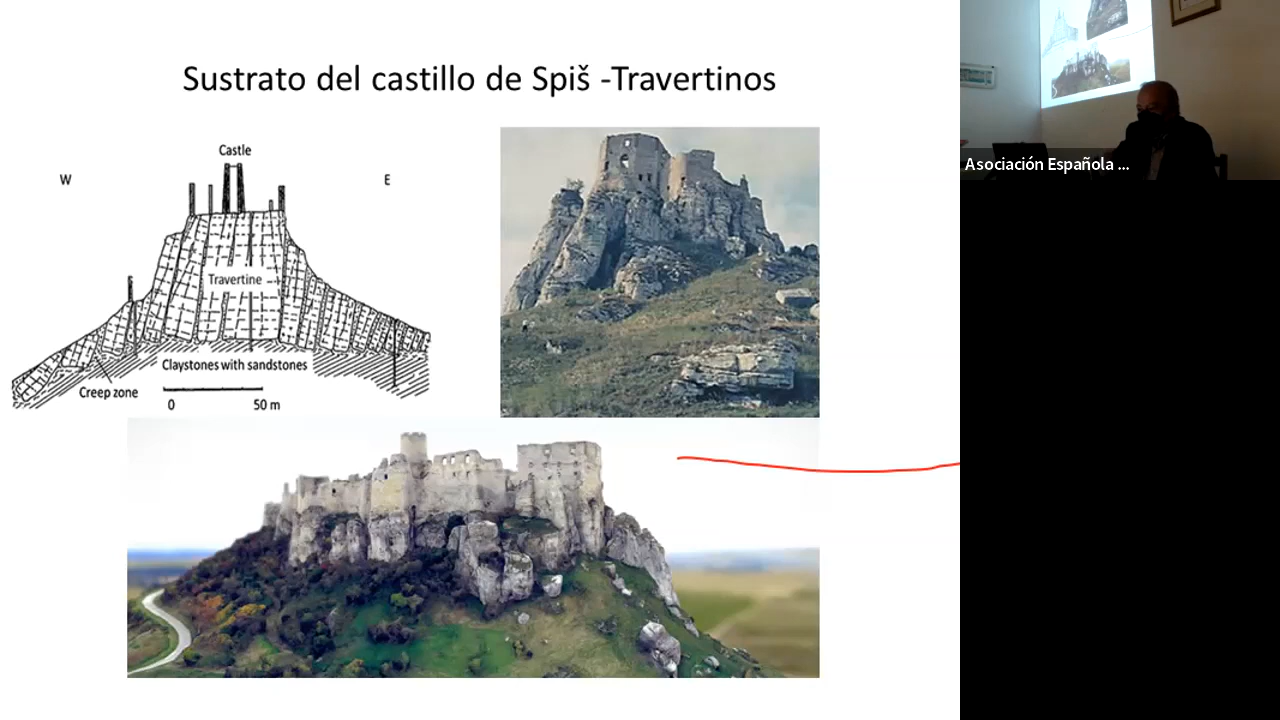 Sustrato del castillo de Spiš -Travertinos
Castle
W
E
Travertine
Claystones with sandstones
Creep zone
0
50 m
Asociación Española ...